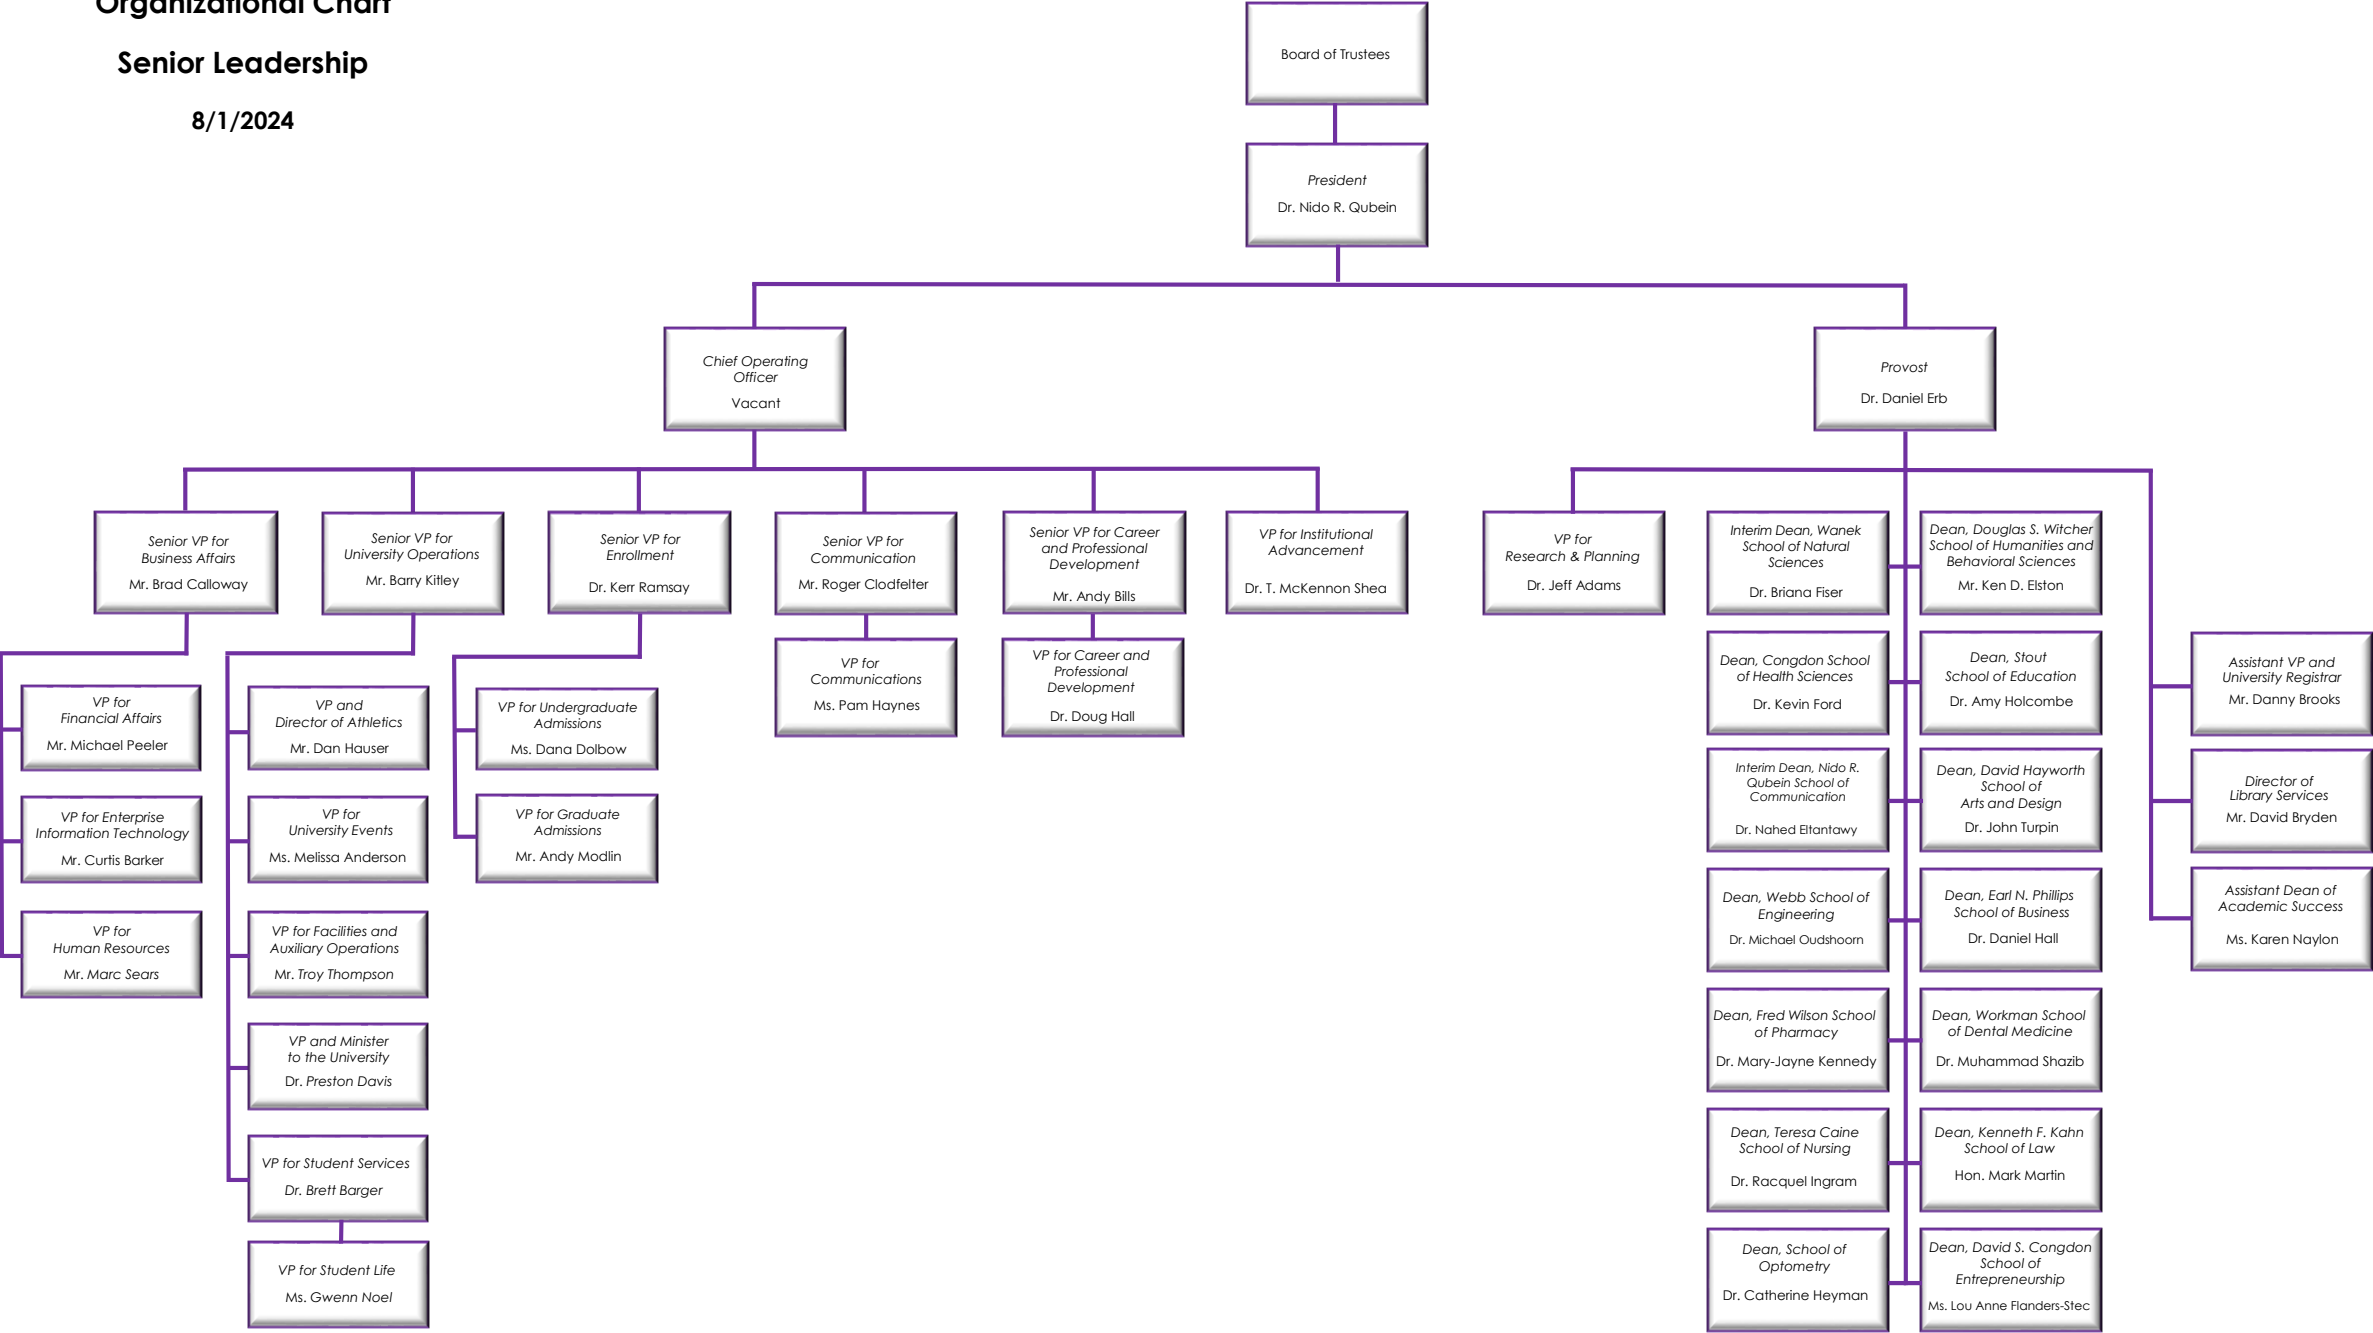 Organizational Chart
Senior Leadership
8/1/2024
Board of Trustees
President
Dr. Nido R. Qubein
Chief Operating
Officer
Vacant
Provost
Dr. Daniel Erb
Senior VP for
Business Affairs
Mr. Brad Calloway
Senior VP for
University Operations
Mr. Barry Kitley
Senior VP for
Enrollment
Dr. Kerr Ramsay
Senior VP for
Communication
Mr. Roger Clodfelter
Senior VP for Career
and Professional
Development
Mr. Andy Bills
VP for Institutional
Advancement
Dr. T. McKennon Shea
VP for
Research & Planning
Dr. Jeff Adams
Interim Dean, Wanek
School of Natural
Sciences
Dr. Briana Fiser
Dean, Douglas S. Witcher
School of Humanities and
Behavioral Sciences
Mr. Ken D. Elston
VP for
Financial Affairs
Mr. Michael Peeler
VP for Enterprise
Information Technology
Mr. Curtis Barker
VP for
Human Resources
Mr. Marc Sears
VP and
Director of Athletics
Mr. Dan Hauser
VP for
University Events
Ms. Melissa Anderson
VP for Facilities and
Auxiliary Operations
Mr. Troy Thompson
VP and Minister
to the University
Dr. Preston Davis
VP for Student Services
Dr. Brett Barger
VP for Student Life
Ms. Gwenn Noel
VP for Undergraduate
Admissions
Ms. Dana Dolbow
VP for Graduate
Admissions
Mr. Andy Modlin
VP for
Communications
Ms. Pam Haynes
VP for Career and
Professional
Development
Dr. Doug Hall
Dean, Congdon School
of Health Sciences
Dr. Kevin Ford
Dean, Stout
School of Education
Dr. Amy Holcombe
Interim Dean, Nido R.
Qubein School of
Communication
Dr. Nahed Eltantawy
Dean, David Hayworth
School of
Arts and Design
Dr. John Turpin
Dean, Webb School of
Engineering
Dr. Michael Oudshoorn
Dean, Earl N. Phillips
School of Business
Dr. Daniel Hall
Dean, Fred Wilson School
of Pharmacy
Dr. Mary-Jayne Kennedy
Dean, Workman School
of Dental Medicine
Dr. Muhammad Shazib
Dean, Teresa Caine
School of Nursing
Dr. Racquel Ingram
Dean, Kenneth F. Kahn
School of Law
Hon. Mark Martin
Dean, School of
Optometry
Dr. Catherine Heyman
Dean, David S. Congdon
School of
Entrepreneurship
Ms. Lou Anne Flanders-Stec
Assistant VP and
University Registrar
Mr. Danny Brooks
Director of
Library Services
Mr. David Bryden
Assistant Dean of
Academic Success
Ms. Karen Naylon